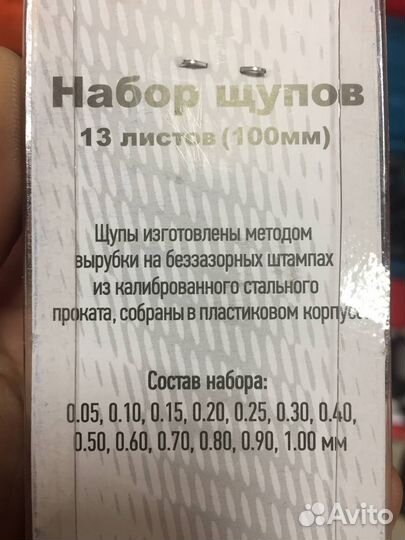 Набор щупов
13 листов (100мм)
Щупы изготовлены методом
вырубки на беззазорных штампах
из калиброванного стального
проката, собраны в пластиковом корпусе
Состав набора:
0.05, 0.10, 0.15, 0.20, 0.25, 0.30, 0.40,
0.50, 0.60, 0.70, 0.80, 0.90, 1.00 мм
Avito